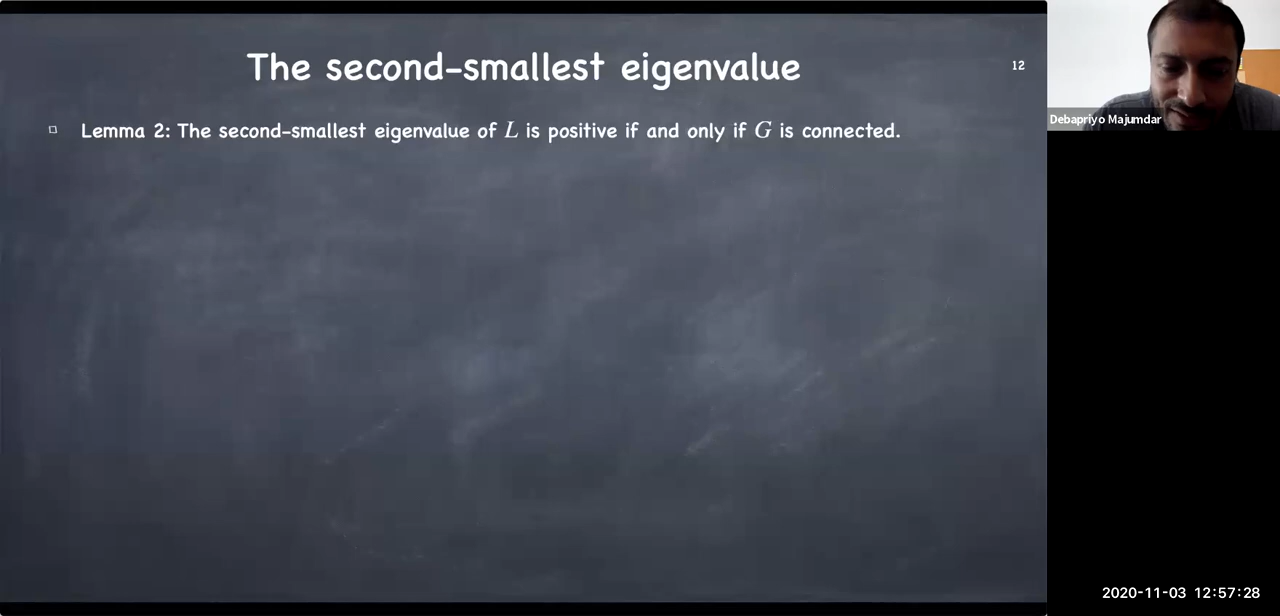 The second-smallest eigenvalue
12
Lemma 2: The second-smallest eigenvalue of L is positive if and only if G is connected.
Debapriyo Majumdar
2020-11-03 12:57:28